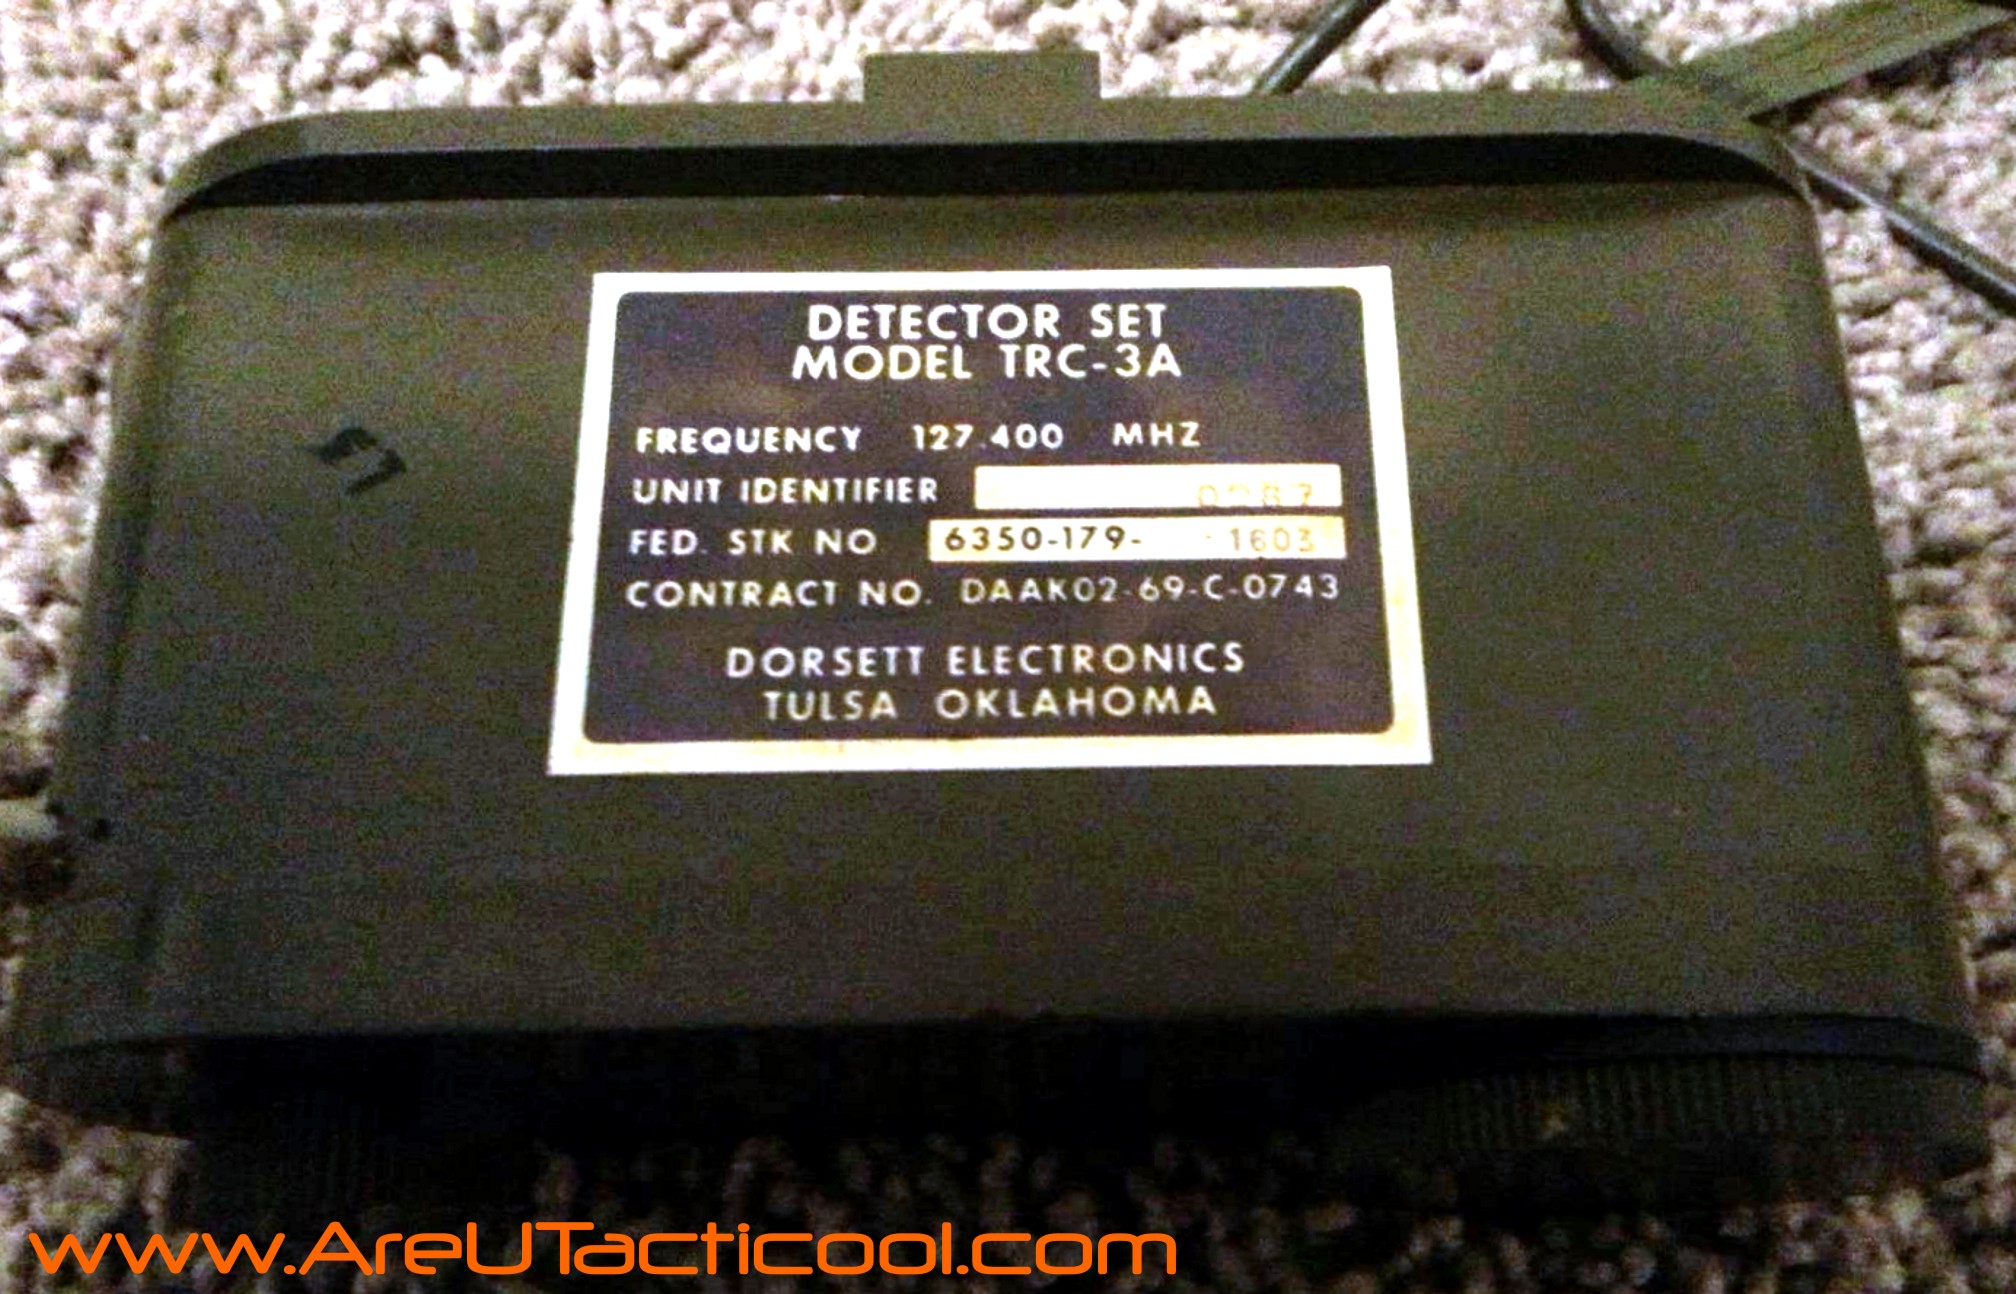 DETECTOR SET
MODEL TRC-3A
FREQUENCY 127.400 MHZ
UNIT IDENTIFIER
FED. STK NO 6350-179- 1603
CONTRACT NO. DAAK02-69-C-0743
DORSETT ELECTRONICS
TULSA OKLAHOMA
www.AreUTacticool.com